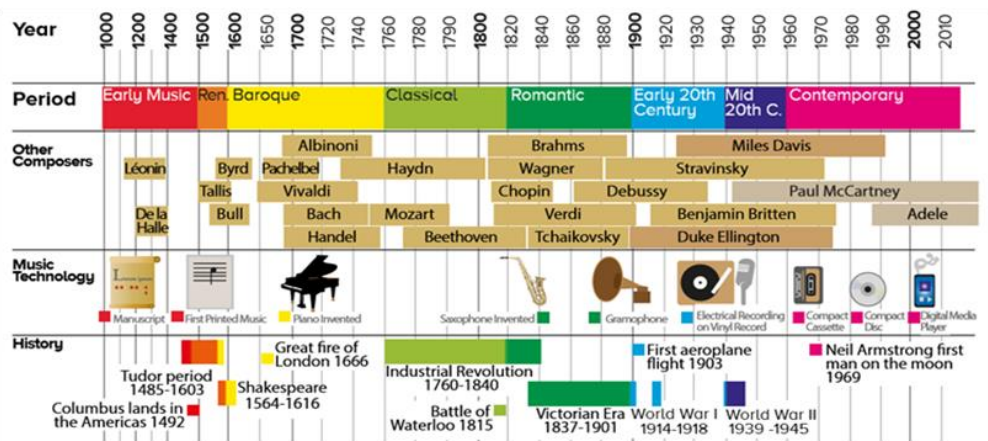 Year 1000 1200 1400 1500 1600 1650 1700 1720 1740 1760 1780 1790 1800 1820 1840 1860 1880 1900 1920 1940 1950 1960 1970 1980 1990 2000 2010
Period Early Music Ren. Baroque Classical Romantic Early 20th Century Mid 20th C. Contemporary
Other Composers
Albinoni Brahms Miles Davis
Léonin Byrd Pachelbel Haydn Wagner Stravinsky
Tallis Vivaldi Chopin Debussy Paul McCartney
De la Halle Bull Bach Mozart Verdi Benjamin Britten Adele
Handel Beethoven Tchaikovsky Duke Ellington
Music Technology
Manuscript First Printed Music Piano Invented Saxophone Invented Gramophone Electrical Recording on Vinyl Record Compact Cassette Compact Disc Digital Media Player
History
Tudor period
1485-1603
Great fire of
London 1666
Industrial Revolution
1760-1840
First aeroplane
flight 1903
Neil Armstrong first
man on the moon
1969
Columbus lands in
the Americas 1492
Shakespeare
1564-1616
Battle of
Waterloo 1815
Victorian Era
1837-1901
World War I
1914-1918
World War II
1939 -1945